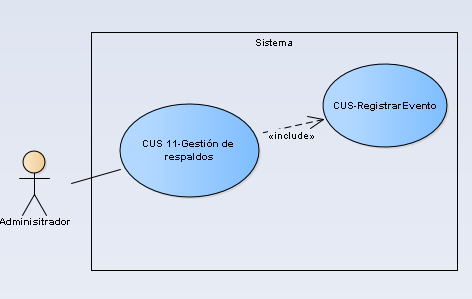 Sistema
CUS-RegistrarEvento
CUS 11-Gestión de
respaldos
«include»
Adminisitrador